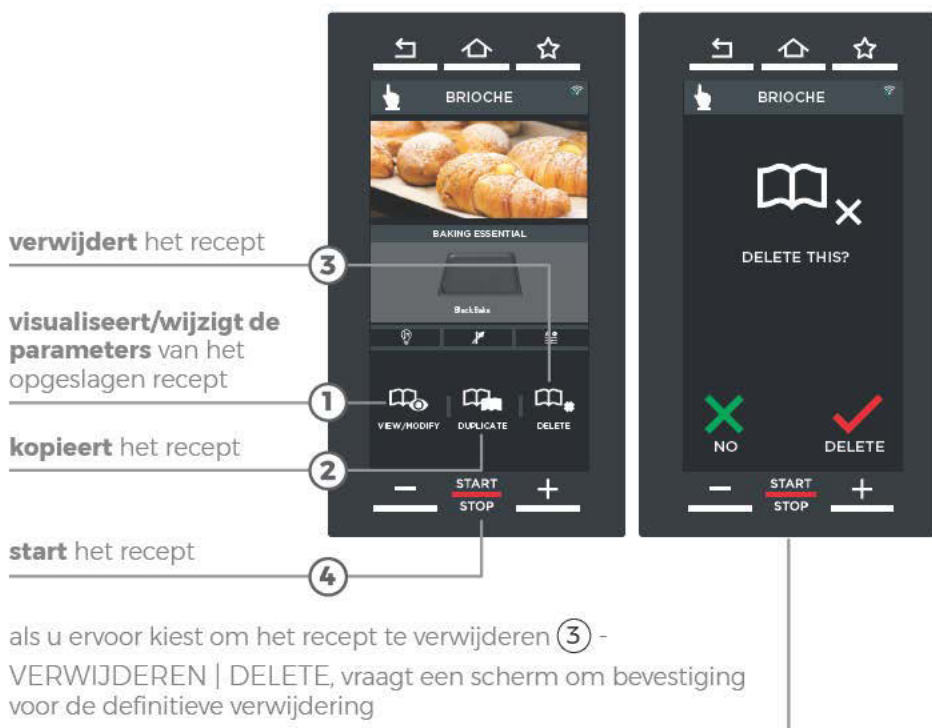 BRIOCHE
BAKING ESSENTIAL
Black Bake
VIEW/MODIFY DUPLICATE DELETE
START
STOP
BRIOCHE
DELETE THIS?
NO DELETE
START
STOP
verwijdert het recept
3
visualiseert/wijzigt de
parameters van het
opgeslagen recept
1
kopieert het recept
2
start het recept
4
als u ervoor kiest om het recept te verwijderen 3 -
VERWIJDEREN | DELETE, vraagt een scherm om bevestiging
voor de definitieve verwijdering